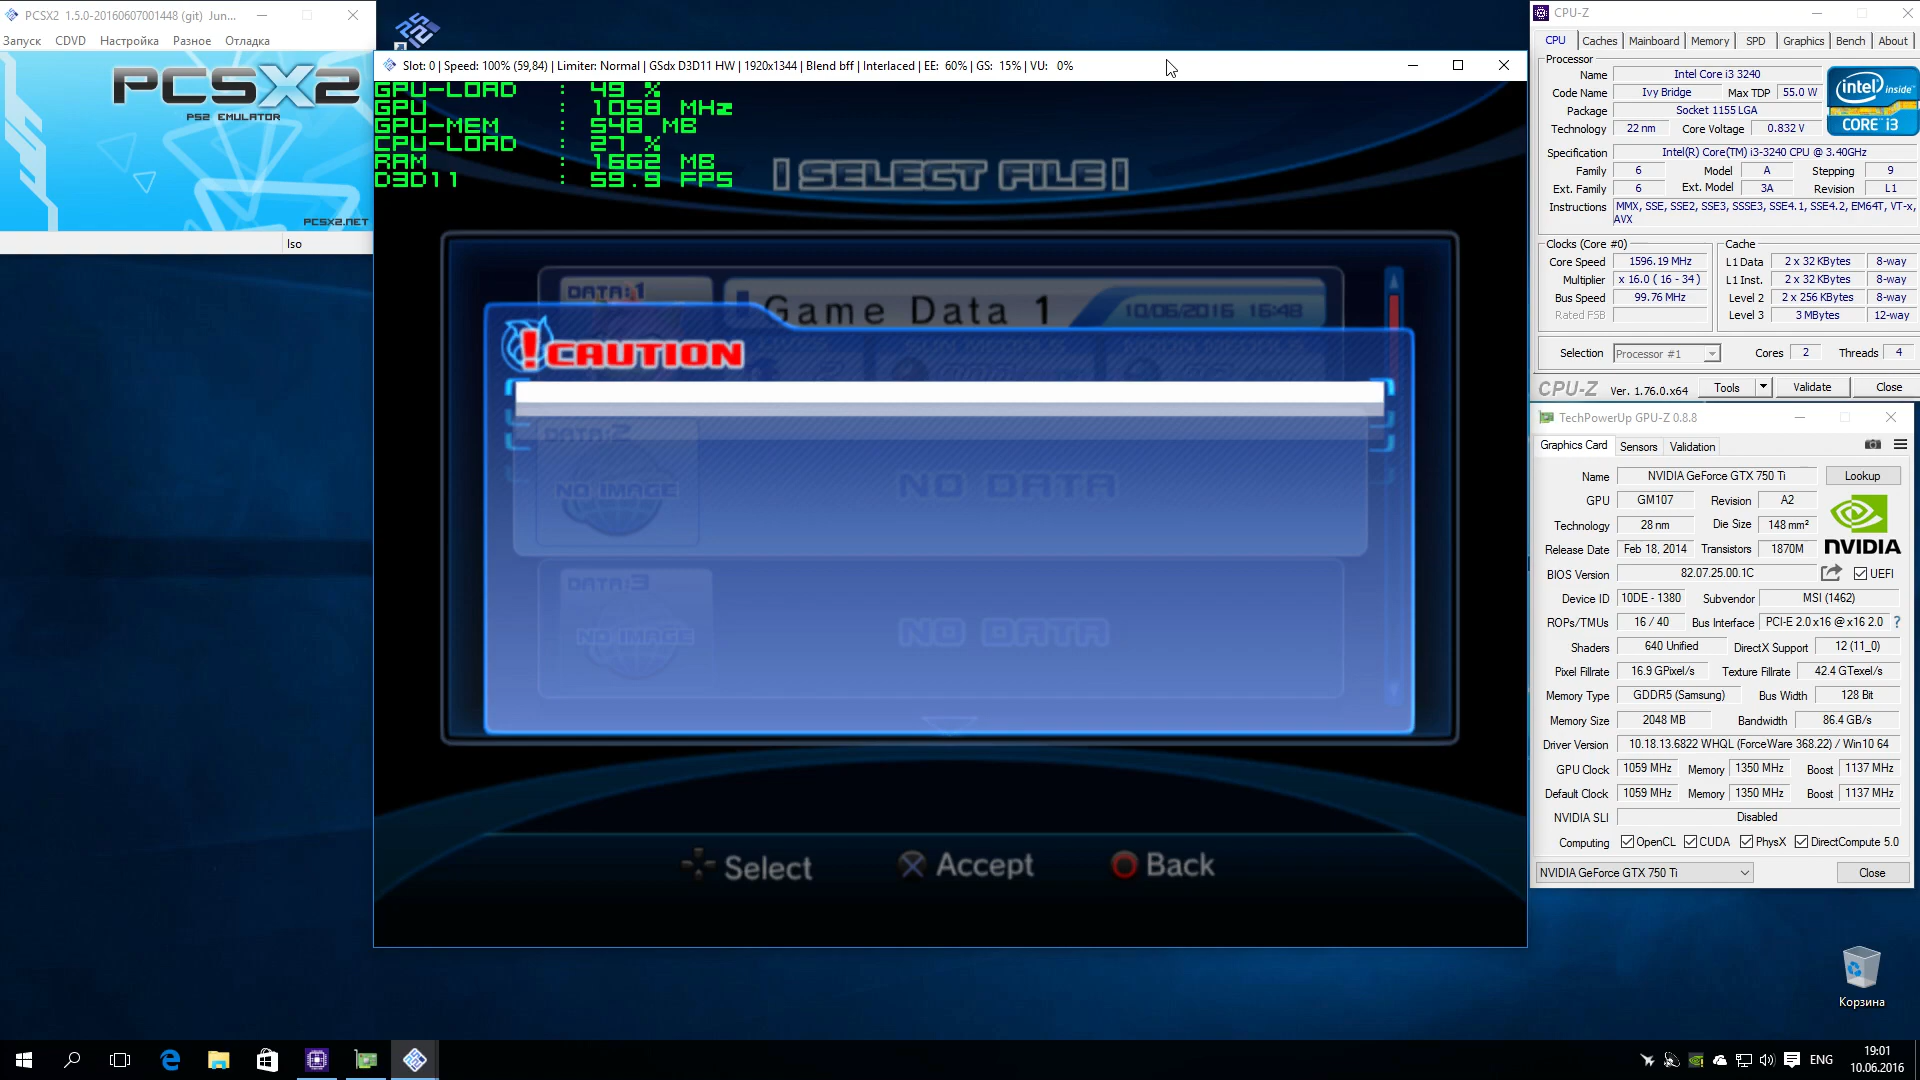 PCSX2 1.5.0-20160607001448 (git) Jun...
Запуск CDVD Настройка Разное Отладка
PCSX2
PS2 EMULATOR
PCSX2.NET
Iso
Slot: 0 | Speed: 100% (59,84) | Limiter: Normal | GSdx D3D11 HW | 1920x1344 | Blend bff | Interlaced | EE: 60% | GS: 15% | VU: 0%
GPU-LOAD : 49 %
GPU : 1058 MHz
GPU-MEM : 548 MB
CPU-LOAD : 27 %
RAM : 1662 MB
D3D11 : 59.9 FPS
SELECT FILE
DATA:1
Game Data 1
10/06/2016 16:48
!CAUTION
DATA:2
NO IMAGE
NO DATA
DATA:3
NO IMAGE
NO DATA
Select Accept Back
CPU-Z
CPU Caches Mainboard Memory SPD Graphics Bench About
Processor
Name Intel Core i3 3240
Code Name Ivy Bridge Max TDP 55.0 W
Package Socket 1155 LGA
Technology 22 nm Core Voltage 0.832 V
intel inside™
CORE i3
Specification Intel(R) Core(TM) i3-3240 CPU @ 3.40GHz
Family 6 Model A Stepping 9
Ext. Family 6 Ext. Model 3A Revision L1
Instructions MMX, SSE, SSE2, SSE3, SSSE3, SSE4.1, SSE4.2, EM64T, VT-x,
AVX
Clocks (Core #0)
Core Speed 1596.19 MHz
Multiplier x 16.0 ( 16 - 34 )
Bus Speed 99.76 MHz
Rated FSB
Cache
L1 Data 2 x 32 KBytes 8-way
L1 Inst. 2 x 32 KBytes 8-way
Level 2 2 x 256 KBytes 8-way
Level 3 3 MBytes 12-way
Selection Processor #1 Cores 2 Threads 4
CPU-Z Ver. 1.76.0.x64 Tools Validate Close
TechPowerUp GPU-Z 0.8.8
Graphics Card Sensors Validation
Name NVIDIA GeForce GTX 750 Ti Lookup
GPU GM107 Revision A2
Technology 28 nm Die Size 148 mm²
Release Date Feb 18, 2014 Transistors 1870M
NVIDIA
BIOS Version 82.07.25.00.1C UEFI
Device ID 10DE - 1380 Subvendor MSI (1462)
ROPs/TMUs 16 / 40 Bus Interface PCI-E 2.0 x16 @ x16 2.0 ?
Shaders 640 Unified DirectX Support 12 (11_0)
Pixel Fillrate 16.9 GPixel/s Texture Fillrate 42.4 GTexel/s
Memory Type GDDR5 (Samsung) Bus Width 128 Bit
Memory Size 2048 MB Bandwidth 86.4 GB/s
Driver Version 10.18.13.6822 WHQL (ForceWare 368.22) / Win10 64
GPU Clock 1059 MHz Memory 1350 MHz Boost 1137 MHz
Default Clock 1059 MHz Memory 1350 MHz Boost 1137 MHz
NVIDIA SLI Disabled
Computing OpenCL CUDA PhysX DirectCompute 5.0
NVIDIA GeForce GTX 750 Ti Close
Корзина
ENG
19:01
10.06.2016